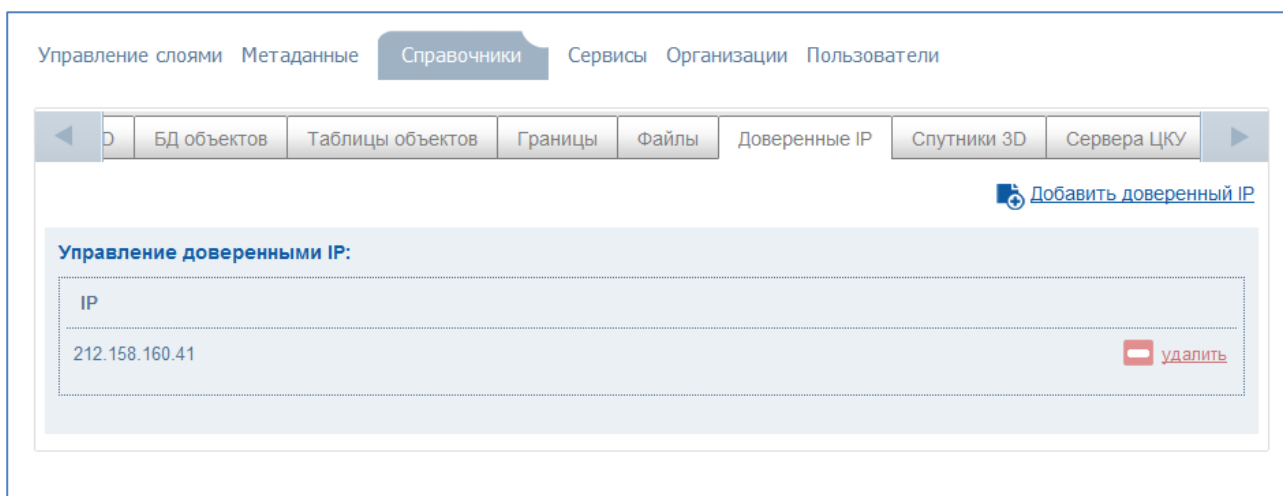 Управление слоями Метаданные Справочники Сервисы Организации Пользователи
D БД объектов Таблицы объектов Границы Файлы Доверенные IP Спутники 3D Сервера ЦКУ
Добавить доверенный IP
Управление доверенными IP:
IP
212.158.160.41 удалить